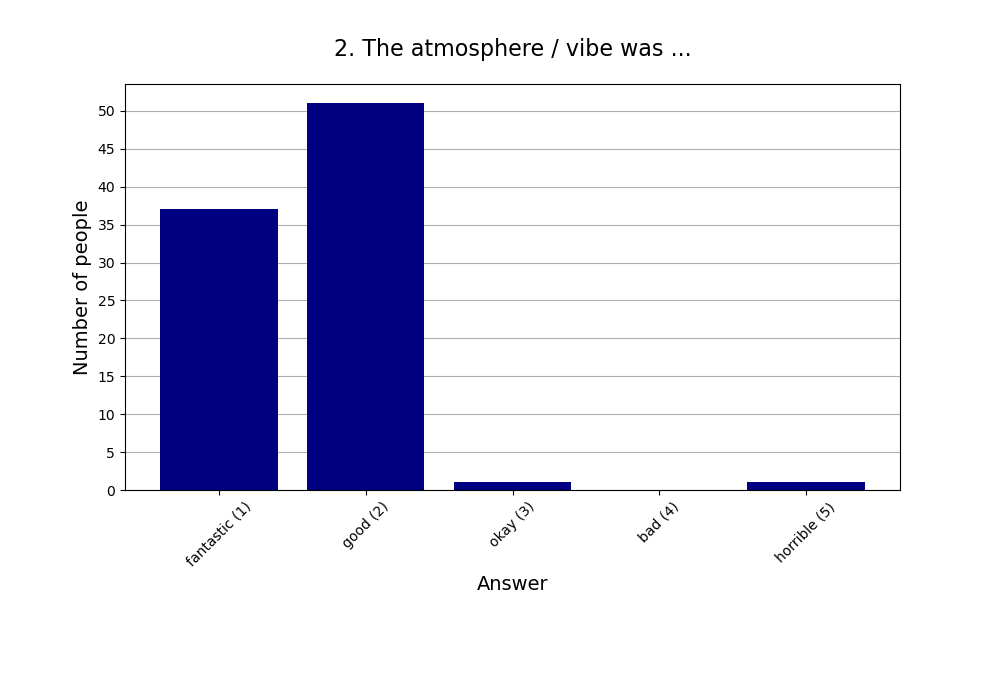 2. The atmosphere / vibe was ...
Number of people
50
45
40
35
30
25
20
15
10
5
0
fantastic (1)
good (2)
okay (3)
bad (4)
horrible (5)
Answer